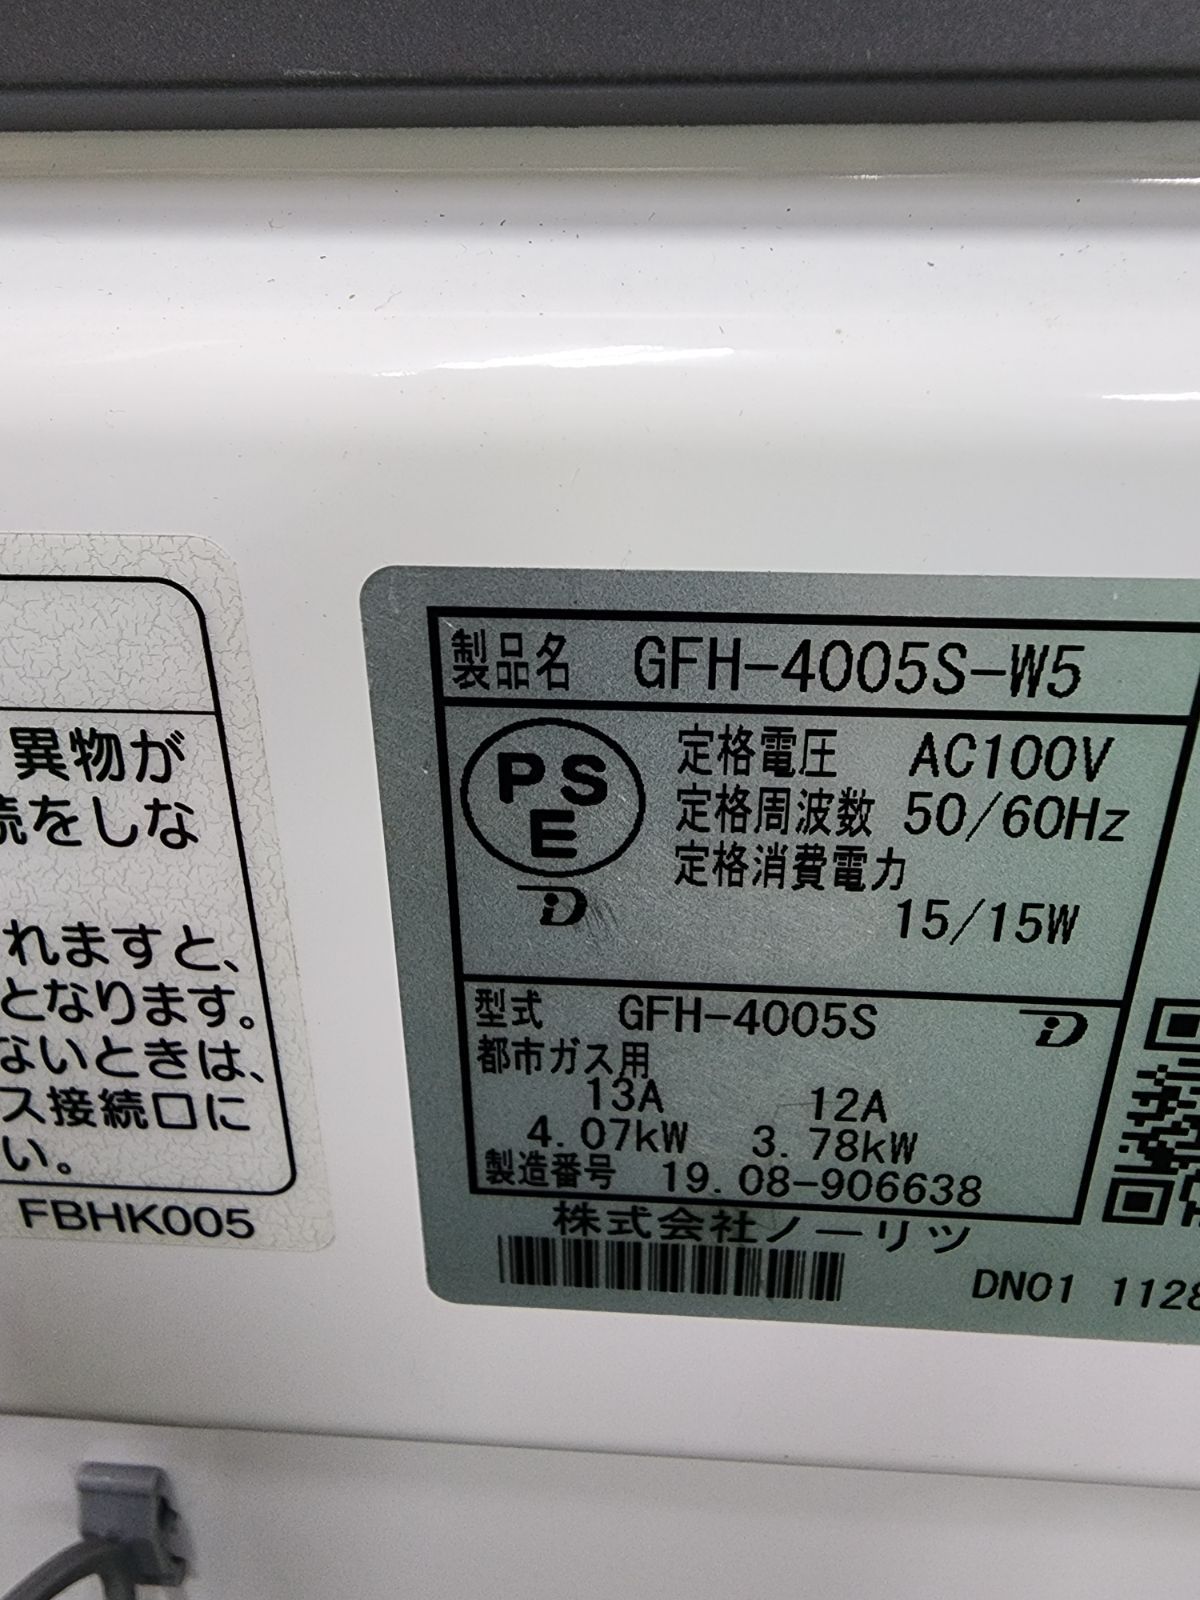 異物が
続をしな
れますと、
となります。
ないときは、
ス接続口に
い。
FBHK005
製品名 GFH-4005S-W5
PSE
定格電圧 AC100V
定格周波数 50/60Hz
定格消費電力
15/15W
型式 GFH-4005S
都市ガス用
13A 12A
4.07kW 3.78kW
製造番号 19.08-906638
株式会社ノーリツ
DN01 1128